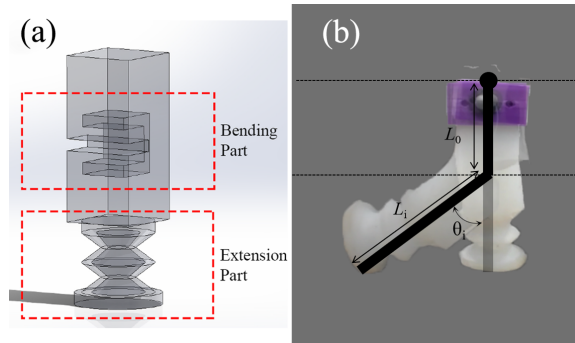 (a)
Bending
Part
Extension
Part
(b)
L₀
Lᵢ
θᵢ